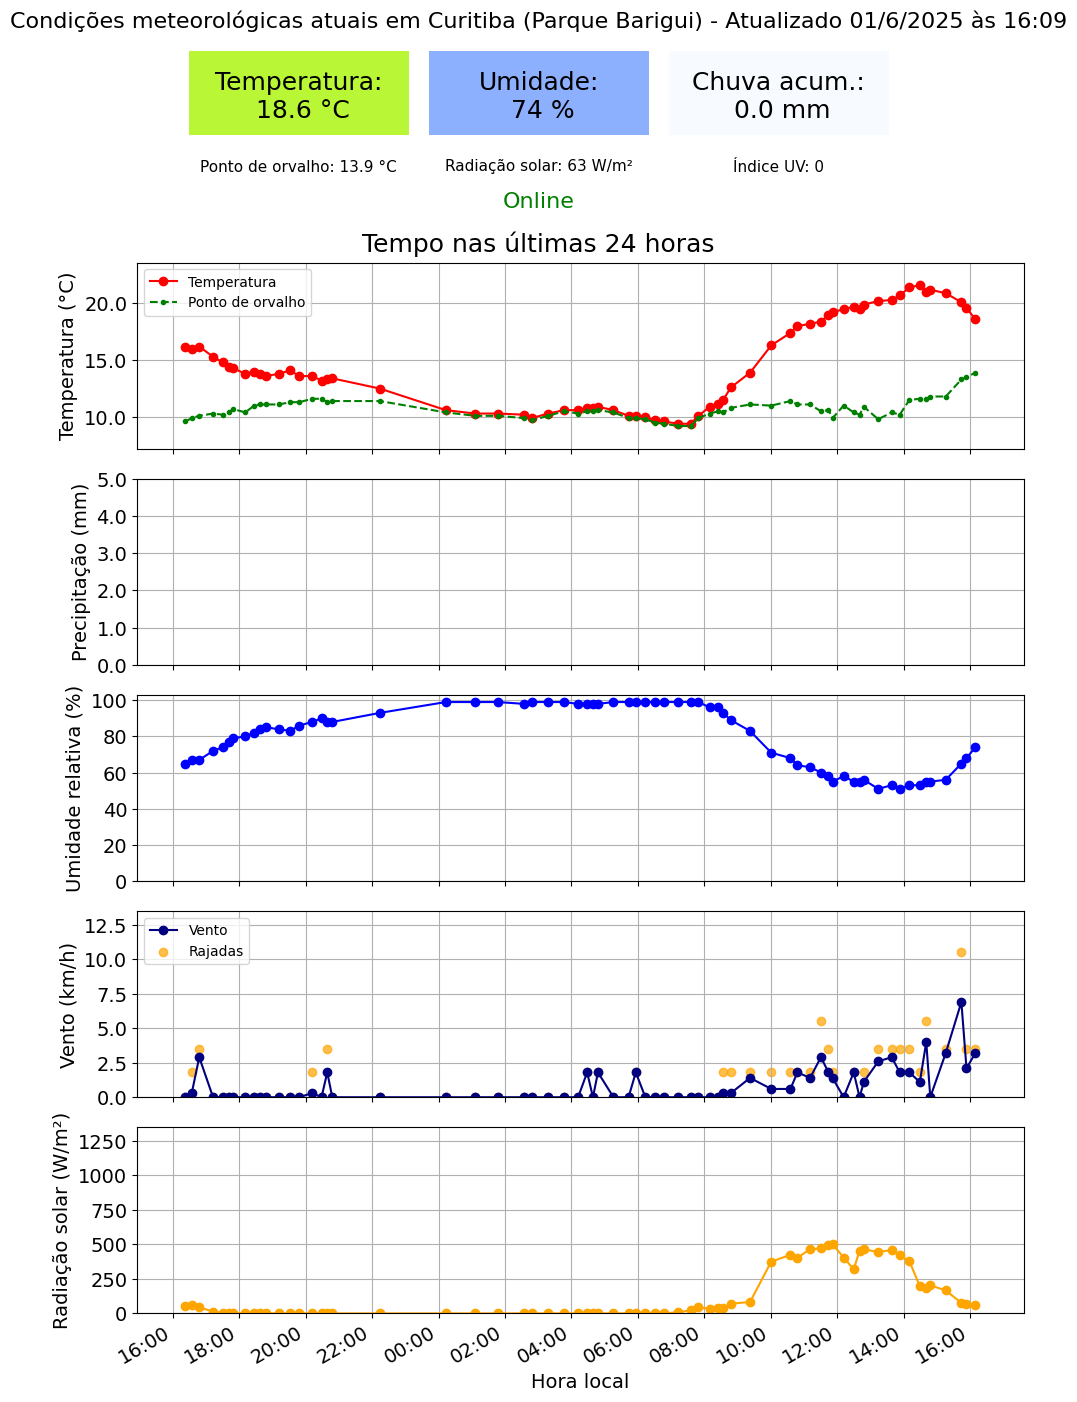 Condições meteorológicas atuais em Curitiba (Parque Barigui) - Atualizado 01/6/2025 às 16:09
Temperatura:
18.6 °C
Umidade:
74 %
Chuva acum.:
0.0 mm
Ponto de orvalho: 13.9 °C
Radiação solar: 63 W/m²
Índice UV: 0
Online
Tempo nas últimas 24 horas
Temperatura (°C)
20.0
15.0
10.0
Temperatura
Ponto de orvalho
Precipitação (mm)
5.0
4.0
3.0
2.0
1.0
0.0
Umidade relativa (%)
100
80
60
40
20
0
Vento (km/h)
12.5
10.0
7.5
5.0
2.5
0.0
Vento
Rajadas
Radiação solar (W/m²)
1250
1000
750
500
250
0
16:00
18:00
20:00
22:00
00:00
02:00
04:00
06:00
08:00
10:00
12:00
14:00
16:00
Hora local